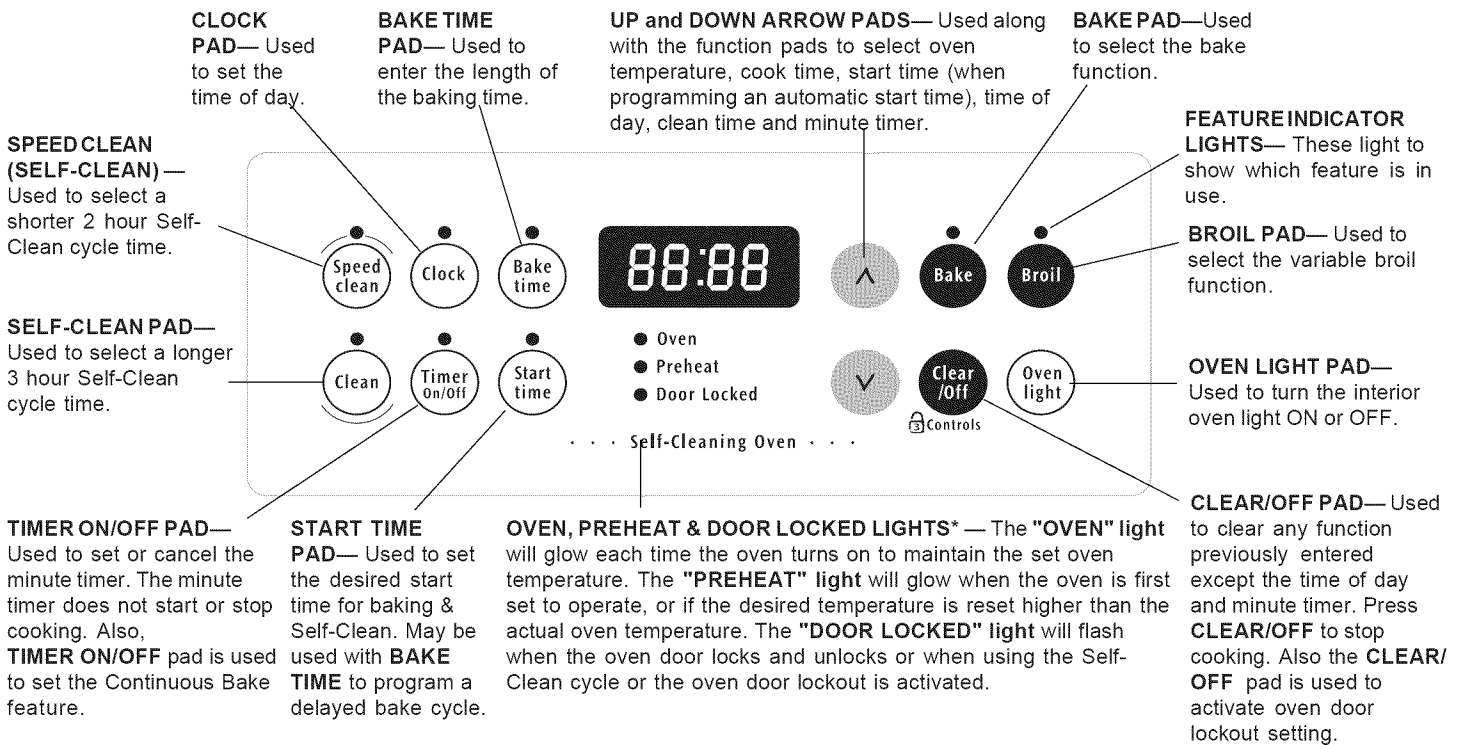 CLOCK
PAD— Used
to set the
time of day.
BAKE TIME
PAD— Used to
enter the length of
the baking time.
UP and DOWN ARROW PADS— Used along
with the function pads to select oven
temperature, cook time, start time (when
programming an automatic start time), time of
day, clean time and minute timer.
BAKE PAD—Used
to select the bake
function.
FEATURE INDICATOR
LIGHTS— These light to
show which feature is in
use.
SPEED CLEAN
(SELF-CLEAN) —
Used to select a
shorter 2 hour Self-
Clean cycle time.
BROIL PAD— Used to
select the variable broil
function.
SELF-CLEAN PAD—
Used to select a longer
3 hour Self-Clean
cycle time.
OVEN LIGHT PAD—
Used to turn the interior
oven light ON or OFF.
Speed
clean
Clock
Bake
time
88:88
Bake
Broil
Clean
Timer
On/Off
Start
time
Oven
Preheat
Door Locked
Clear
/Off
Oven
light
3 Controls
· · · Self-Cleaning Oven · · ·
TIMER ON/OFF PAD—
Used to set or cancel the
minute timer. The minute
timer does not start or stop
cooking. Also,
TIMER ON/OFF pad is used
to set the Continuous Bake
feature.
START TIME
PAD— Used to set
the desired start
time for baking &
Self-Clean. May be
used with BAKE
TIME to program a
delayed bake cycle.
OVEN, PREHEAT & DOOR LOCKED LIGHTS* — The "OVEN" light
will glow each time the oven turns on to maintain the set oven
temperature. The "PREHEAT" light will glow when the oven is first
set to operate, or if the desired temperature is reset higher than the
actual oven temperature. The "DOOR LOCKED" light will flash
when the oven door locks and unlocks or when using the Self-
Clean cycle or the oven door lockout is activated.
CLEAR/OFF PAD— Used
to clear any function
previously entered
except the time of day
and minute timer. Press
CLEAR/OFF to stop
cooking. Also the CLEAR/
OFF pad is used to
activate oven door
lockout setting.